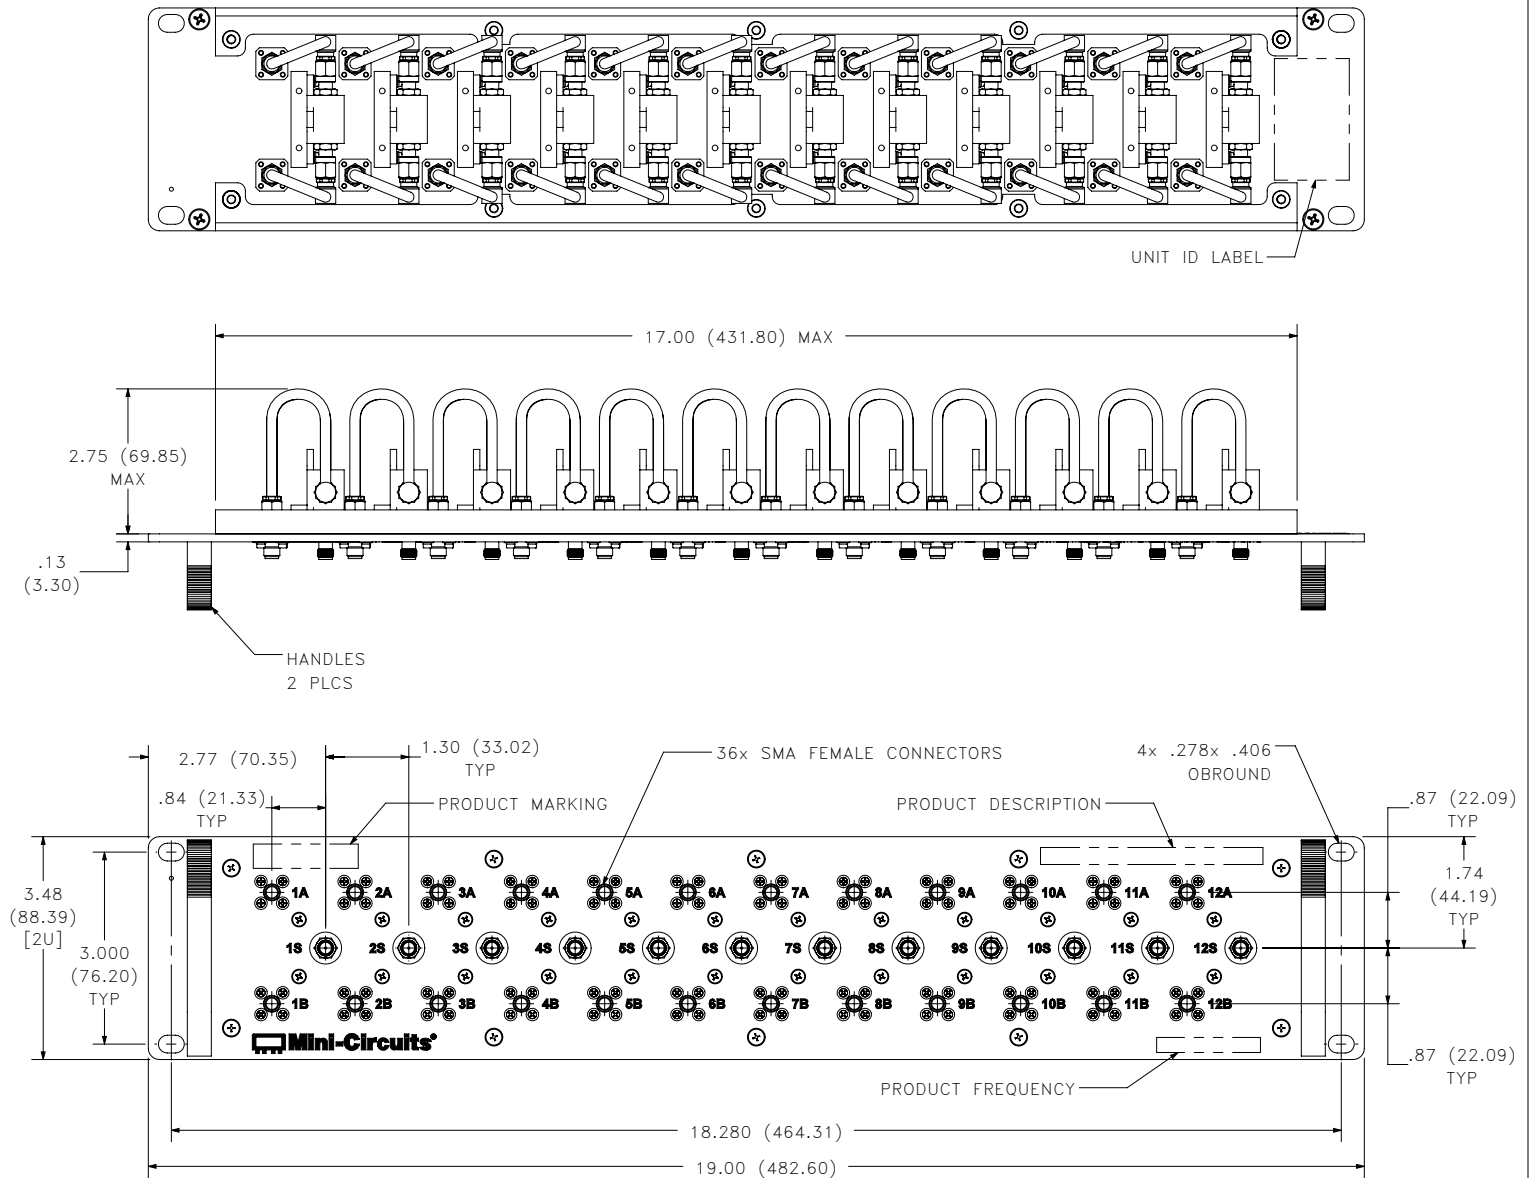 UNIT ID LABEL
17.00 (431.80) MAX
2.75 (69.85)
MAX
.13
(3.30)
HANDLES
2 PLCS
2.77 (70.35)
1.30 (33.02)
TYP
36x SMA FEMALE CONNECTORS
4x .278x .406
OBROUND
.84 (21.33)
TYP
PRODUCT MARKING
PRODUCT DESCRIPTION
.87 (22.09)
TYP
3.48
(88.39)
[2U]
3.000
(76.20)
TYP
1.74
(44.19)
TYP
1A 2A 3A 4A 5A 6A 7A 8A 9A 10A 11A 12A
1S 2S 3S 4S 5S 6S 7S 8S 9S 10S 11S 12S
1B 2B 3B 4B 5B 6B 7B 8B 9B 10B 11B 12B
Mini-Circuits®
.87 (22.09)
TYP
PRODUCT FREQUENCY
18.280 (464.31)
19.00 (482.60)